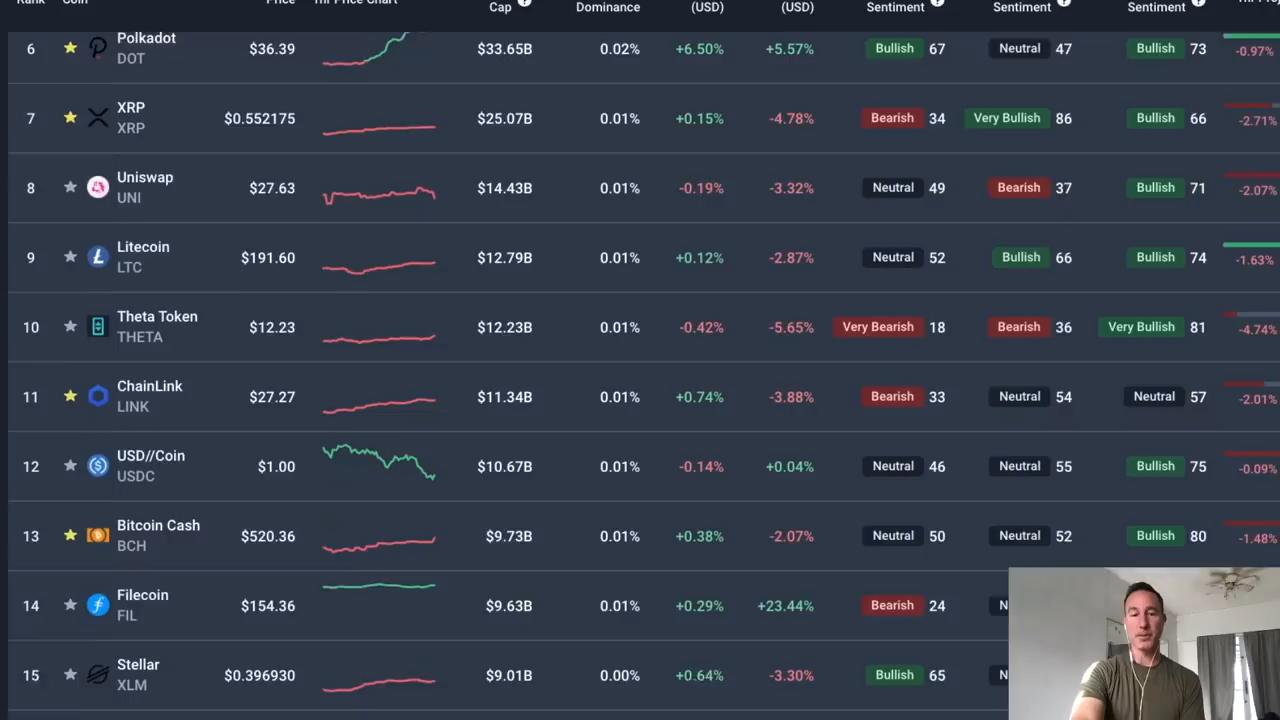 Rank Coin Price 1hr Price Chart Cap Dominance (USD) (USD) Sentiment Sentiment Sentiment
6 Polkadot DOT $36.39 $33.65B 0.02% +6.50% +5.57% Bullish 67 Neutral 47 Bullish 73 -0.97%
7 XRP XRP $0.552175 $25.07B 0.01% +0.15% -4.78% Bearish 34 Very Bullish 86 Bullish 66 -2.71%
8 Uniswap UNI $27.63 $14.43B 0.01% -0.19% -3.32% Neutral 49 Bearish 37 Bullish 71 -2.07%
9 Litecoin LTC $191.60 $12.79B 0.01% +0.12% -2.87% Neutral 52 Bullish 66 Bullish 74 -1.63%
10 Theta Token THETA $12.23 $12.23B 0.01% -0.42% -5.65% Very Bearish 18 Bearish 36 Very Bullish 81 -4.74%
11 ChainLink LINK $27.27 $11.34B 0.01% +0.74% -3.88% Bearish 33 Neutral 54 Neutral 57 -2.01%
12 USD//Coin USDC $1.00 $10.67B 0.01% -0.14% +0.04% Neutral 46 Neutral 55 Bullish 75 -0.09%
13 Bitcoin Cash BCH $520.36 $9.73B 0.01% +0.38% -2.07% Neutral 50 Neutral 52 Bullish 80 -1.48%
14 Filecoin FIL $154.36 $9.63B 0.01% +0.29% +23.44% Bearish 24 N
15 Stellar XLM $0.396930 $9.01B 0.00% +0.64% -3.30% Bullish 65 N